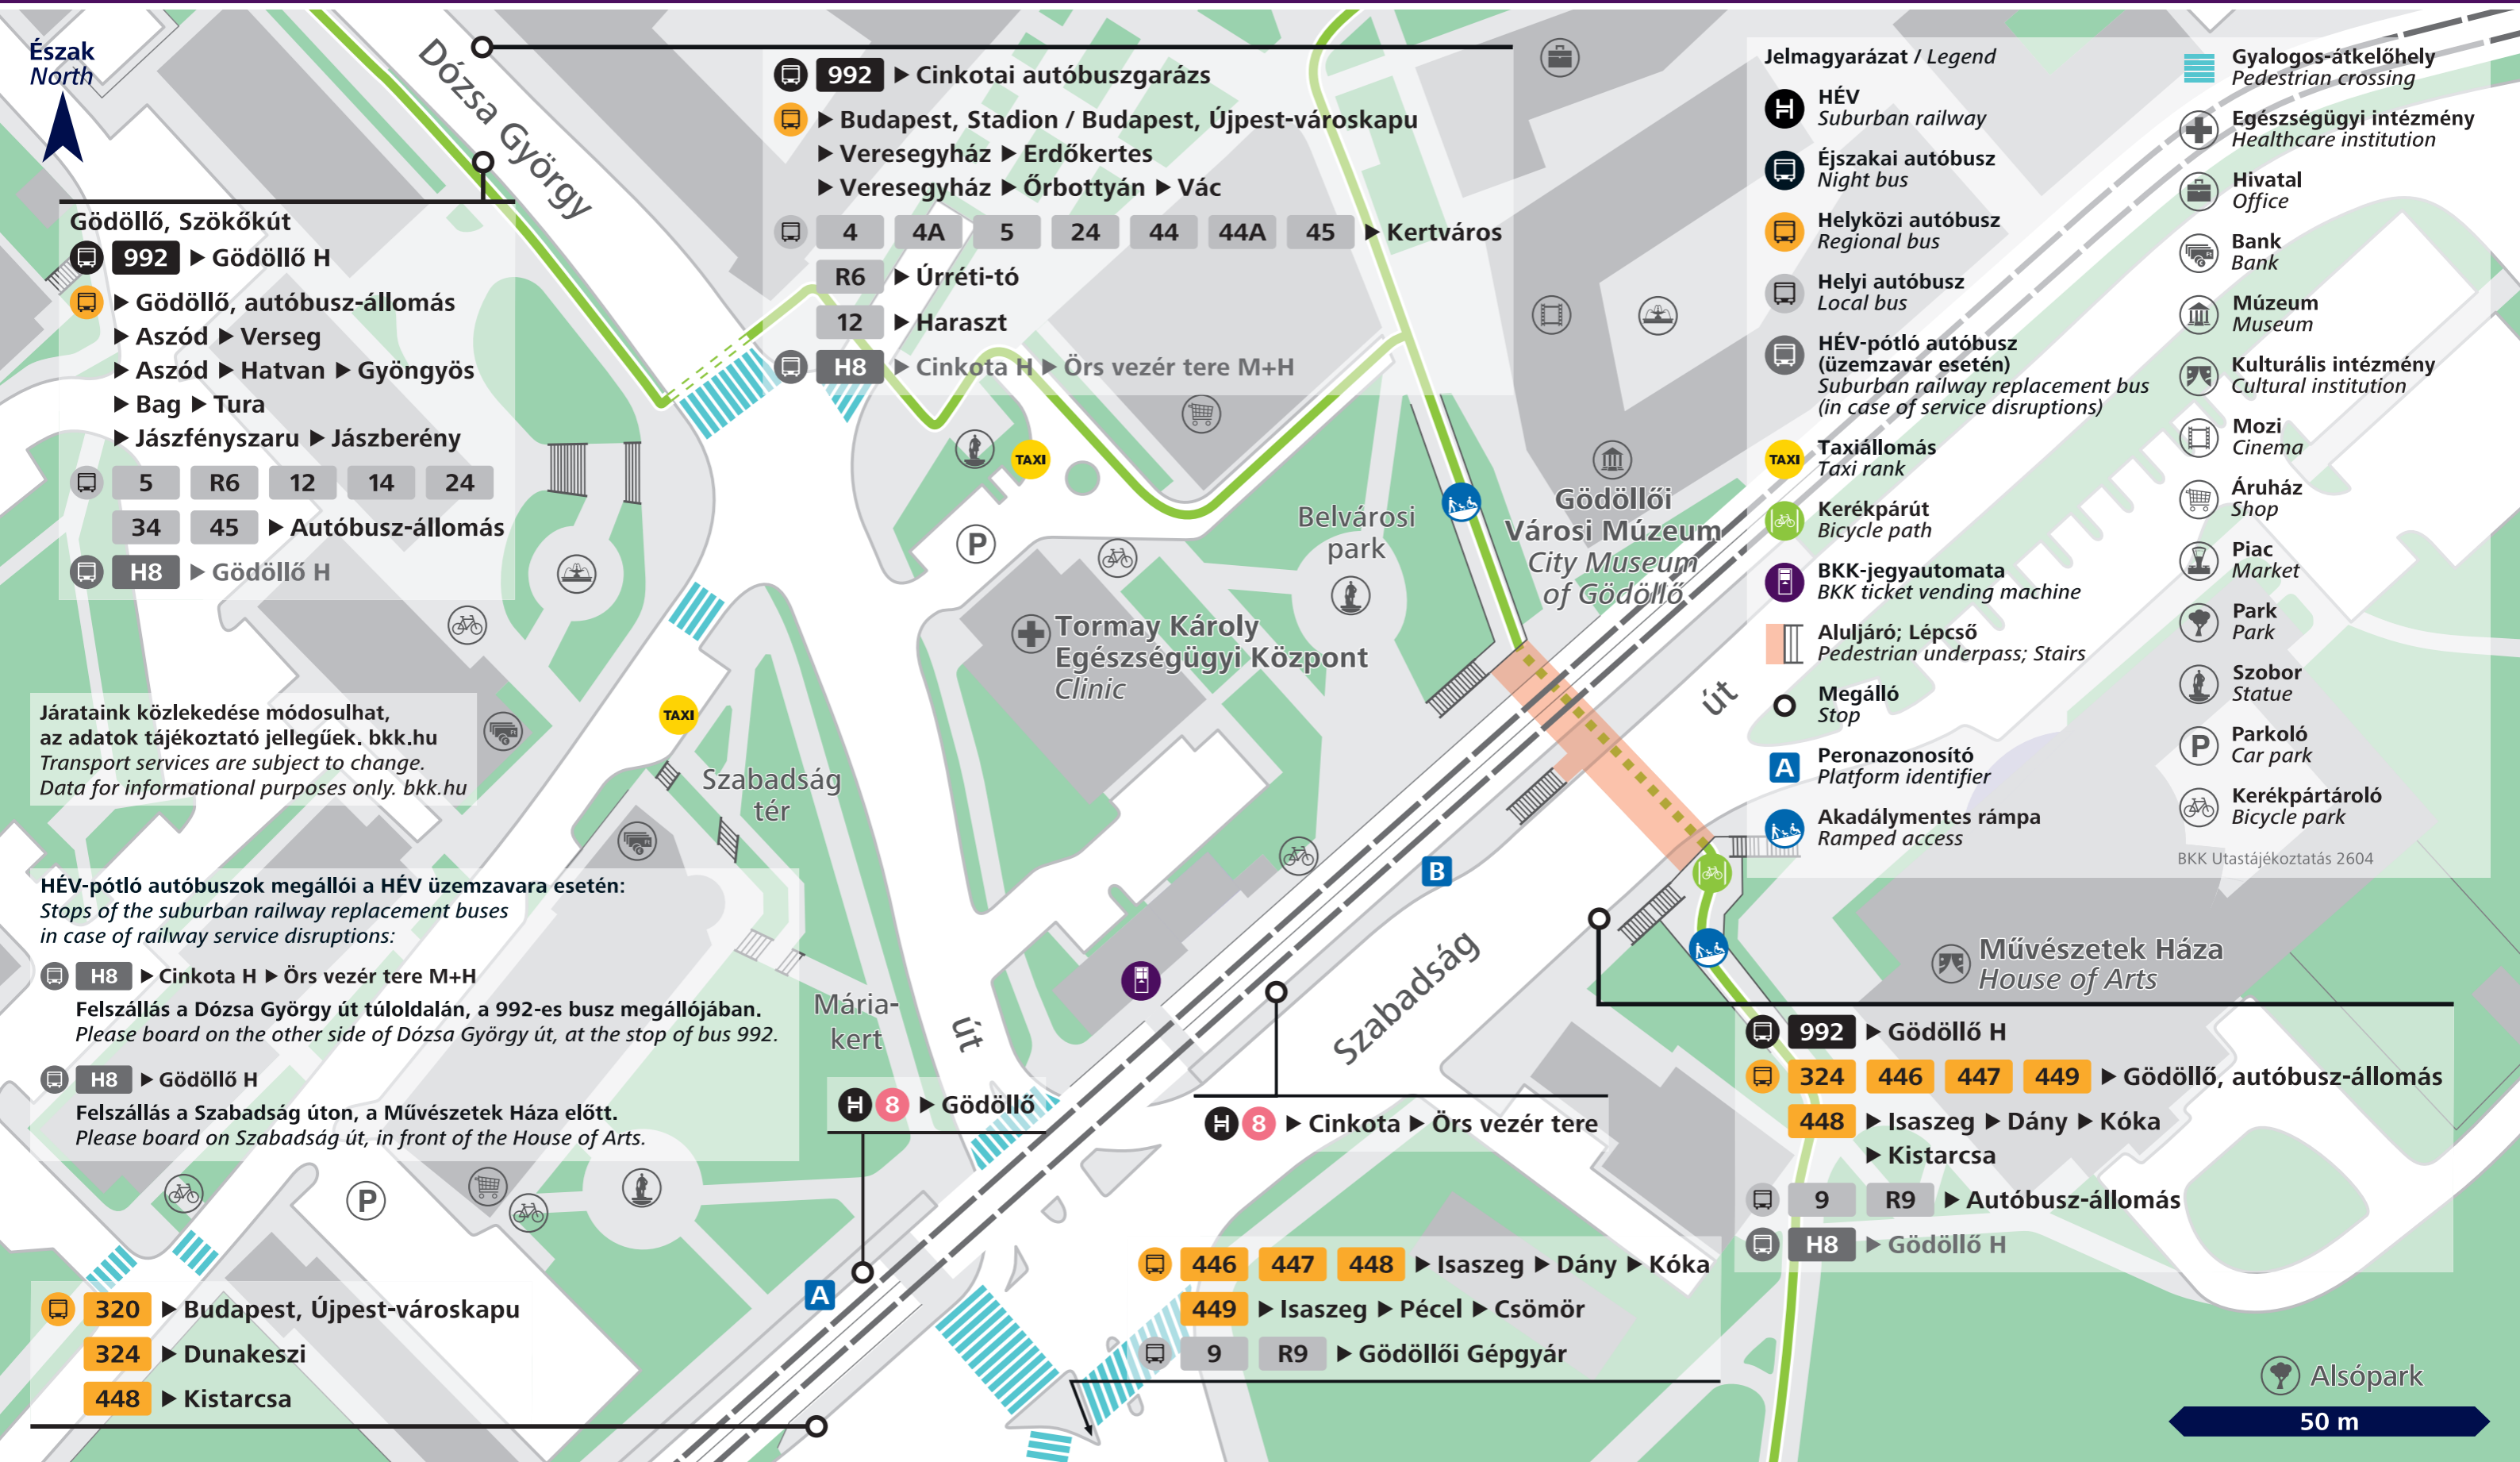 Észak
North
Dózsa György
992 ▶ Cinkotai autóbuszgarázs
▶ Budapest, Stadion / Budapest, Újpest-városkapu
▶ Veresegyház ▶ Erdőkertes
▶ Veresegyház ▶ Őrbottyán ▶ Vác
4 4A 5 24 44 44A 45 ▶ Kertváros
R6 ▶ Úrréti-tó
12 ▶ Haraszt
H8 ▶ Cinkota H ▶ Örs vezér tere M+H
Gödöllő, Szökőkút
992 ▶ Gödöllő H
▶ Gödöllő, autóbusz-állomás
▶ Aszód ▶ Verseg
▶ Aszód ▶ Hatvan ▶ Gyöngyös
▶ Bag ▶ Tura
▶ Jászfényszaru ▶ Jászberény
5 R6 12 14 24
34 45 ▶ Autóbusz-állomás
H8 ▶ Gödöllő H
Jelmagyarázat / Legend
H
HÉV
Suburban railway
Éjszakai autóbusz
Night bus
Helyközi autóbusz
Regional bus
Helyi autóbusz
Local bus
HÉV-pótló autóbusz
(üzemzavar esetén)
Suburban railway replacement bus
(in case of service disruptions)
TAXI
Taxiállomás
Taxi rank
Kerékpárút
Bicycle path
BKK-jegyautomata
BKK ticket vending machine
Aluljáró; Lépcső
Pedestrian underpass; Stairs
Megálló
Stop
A
Peronazonosító
Platform identifier
Akadálymentes rámpa
Ramped access
Gyalogos-átkelőhely
Pedestrian crossing
Egészségügyi intézmény
Healthcare institution
Hivatal
Office
Bank
Bank
Múzeum
Museum
Kulturális intézmény
Cultural institution
Mozi
Cinema
Áruház
Shop
Piac
Market
Park
Park
Szobor
Statue
P
Parkoló
Car park
Kerékpártároló
Bicycle park
BKK Utastájékoztatás 2604
TAXI
P
Belvárosi
park
Gödöllői
Városi Múzeum
City Museum
of Gödöllő
Tormay Károly
Egészségügyi Központ
Clinic
út
TAXI
Szabadság
tér
Járataink közlekedése módosulhat,
az adatok tájékoztató jellegűek. bkk.hu
Transport services are subject to change.
Data for informational purposes only. bkk.hu
HÉV-pótló autóbuszok megállói a HÉV üzemzavara esetén:
Stops of the suburban railway replacement buses
in case of railway service disruptions:
H8 ▶ Cinkota H ▶ Örs vezér tere M+H
Felszállás a Dózsa György út túloldalán, a 992-es busz megállójában.
Please board on the other side of Dózsa György út, at the stop of bus 992.
H8 ▶ Gödöllő H
Felszállás a Szabadság úton, a Művészetek Háza előtt.
Please board on Szabadság út, in front of the House of Arts.
B
Szabadság
Mária-
kert
út
Művészetek Háza
House of Arts
H 8 ▶ Gödöllő
H 8 ▶ Cinkota ▶ Örs vezér tere
992 ▶ Gödöllő H
324 446 447 449 ▶ Gödöllő, autóbusz-állomás
448 ▶ Isaszeg ▶ Dány ▶ Kóka
▶ Kistarcsa
9 R9 ▶ Autóbusz-állomás
H8 ▶ Gödöllő H
P
A
446 447 448 ▶ Isaszeg ▶ Dány ▶ Kóka
449 ▶ Isaszeg ▶ Pécel ▶ Csömör
9 R9 ▶ Gödöllői Gépgyár
320 ▶ Budapest, Újpest-városkapu
324 ▶ Dunakeszi
448 ▶ Kistarcsa
Alsópark
50 m